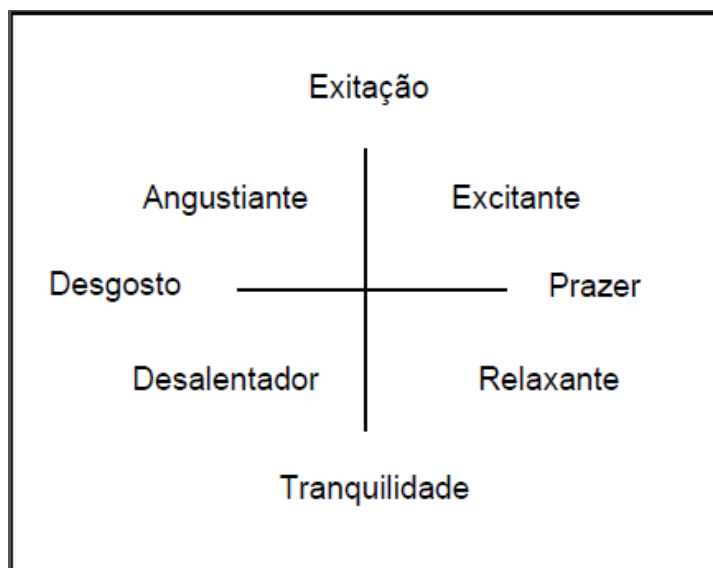 Exitação
Angustiante Excitante
Desgosto Prazer
Desalentador Relaxante
Tranquilidade